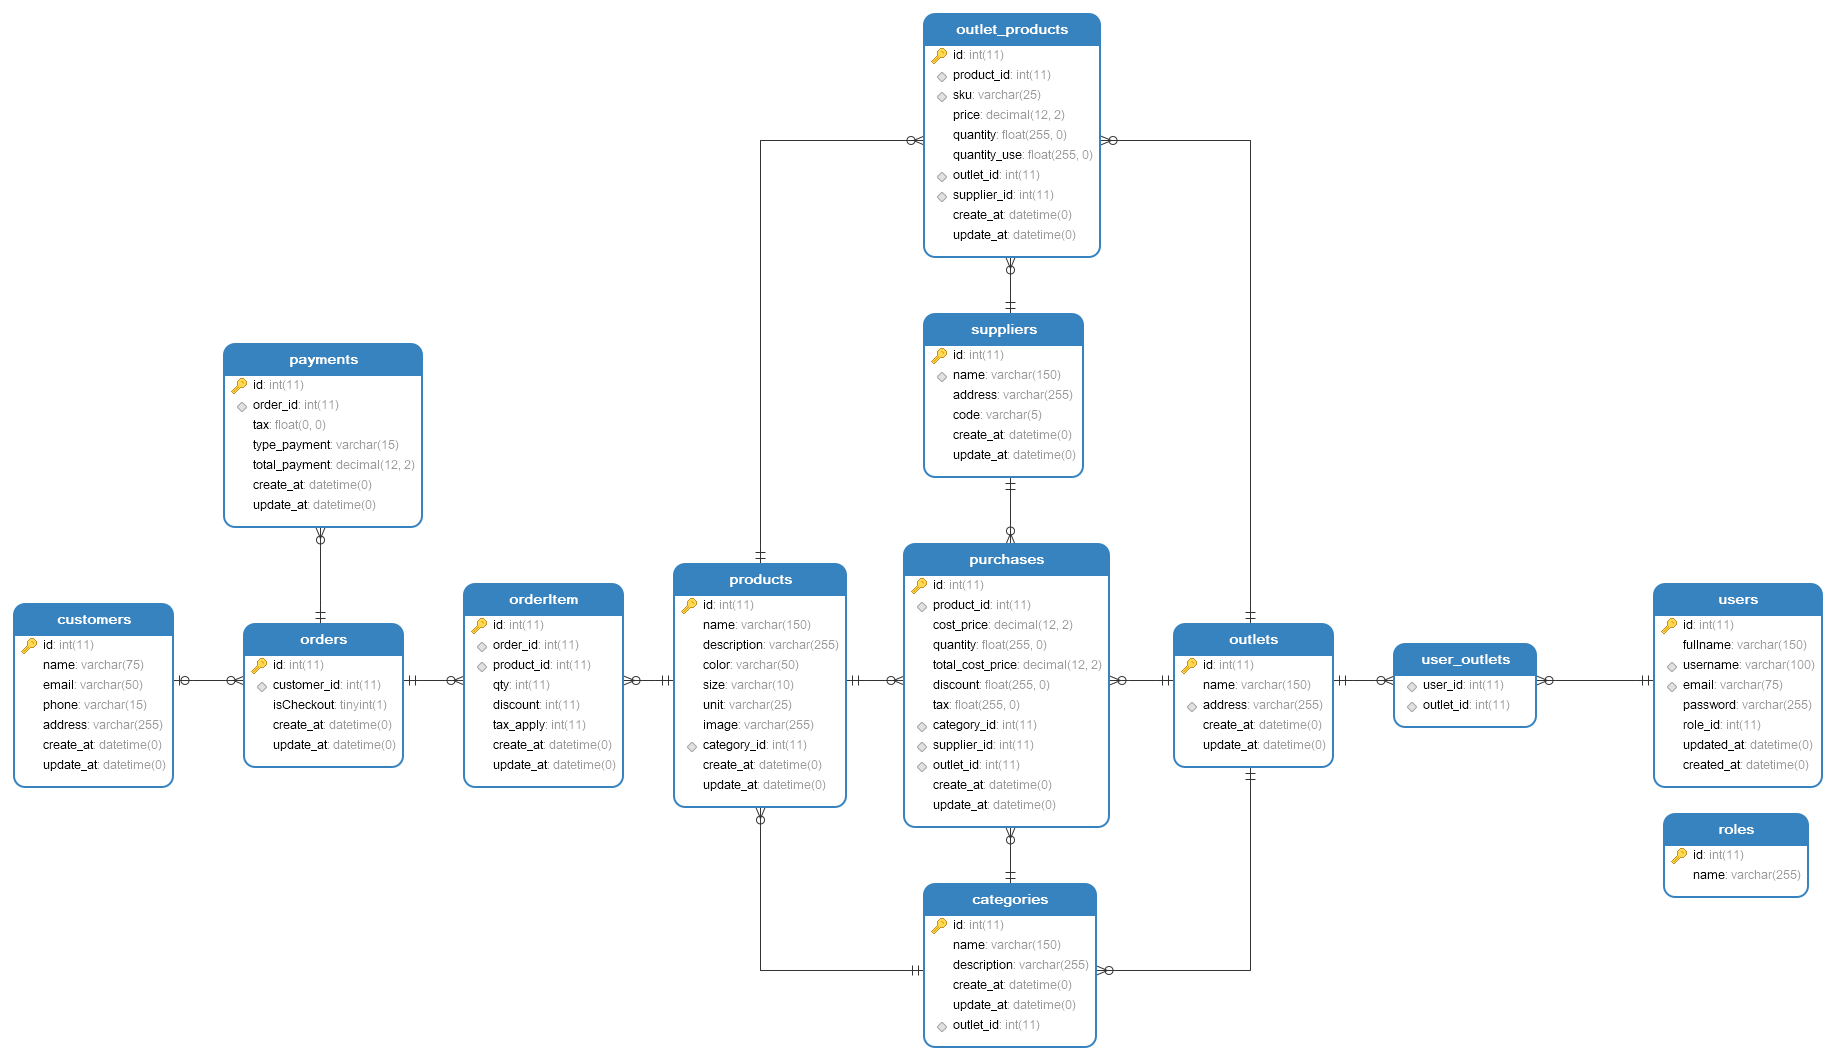 outlet_products
id: int(11)
product_id: int(11)
sku: varchar(25)
price: decimal(12, 2)
quantity: float(255, 0)
quantity_use: float(255, 0)
outlet_id: int(11)
supplier_id: int(11)
create_at: datetime(0)
update_at: datetime(0)
suppliers
id: int(11)
name: varchar(150)
address: varchar(255)
code: varchar(5)
create_at: datetime(0)
update_at: datetime(0)
payments
id: int(11)
order_id: int(11)
tax: float(0, 0)
type_payment: varchar(15)
total_payment: decimal(12, 2)
create_at: datetime(0)
update_at: datetime(0)
customers
id: int(11)
name: varchar(75)
email: varchar(50)
phone: varchar(15)
address: varchar(255)
create_at: datetime(0)
update_at: datetime(0)
orders
id: int(11)
customer_id: int(11)
isCheckout: tinyint(1)
create_at: datetime(0)
update_at: datetime(0)
orderItem
id: int(11)
order_id: int(11)
product_id: int(11)
qty: int(11)
discount: int(11)
tax_apply: int(11)
create_at: datetime(0)
update_at: datetime(0)
products
id: int(11)
name: varchar(150)
description: varchar(255)
color: varchar(50)
size: varchar(10)
unit: varchar(25)
image: varchar(255)
category_id: int(11)
create_at: datetime(0)
update_at: datetime(0)
purchases
id: int(11)
product_id: int(11)
cost_price: decimal(12, 2)
quantity: float(255, 0)
total_cost_price: decimal(12, 2)
discount: float(255, 0)
tax: float(255, 0)
category_id: int(11)
supplier_id: int(11)
outlet_id: int(11)
create_at: datetime(0)
update_at: datetime(0)
outlets
id: int(11)
name: varchar(150)
address: varchar(255)
create_at: datetime(0)
update_at: datetime(0)
user_outlets
user_id: int(11)
outlet_id: int(11)
users
id: int(11)
fullname: varchar(150)
username: varchar(100)
email: varchar(75)
password: varchar(255)
role_id: int(11)
updated_at: datetime(0)
created_at: datetime(0)
roles
id: int(11)
name: varchar(255)
categories
id: int(11)
name: varchar(150)
description: varchar(255)
create_at: datetime(0)
update_at: datetime(0)
outlet_id: int(11)